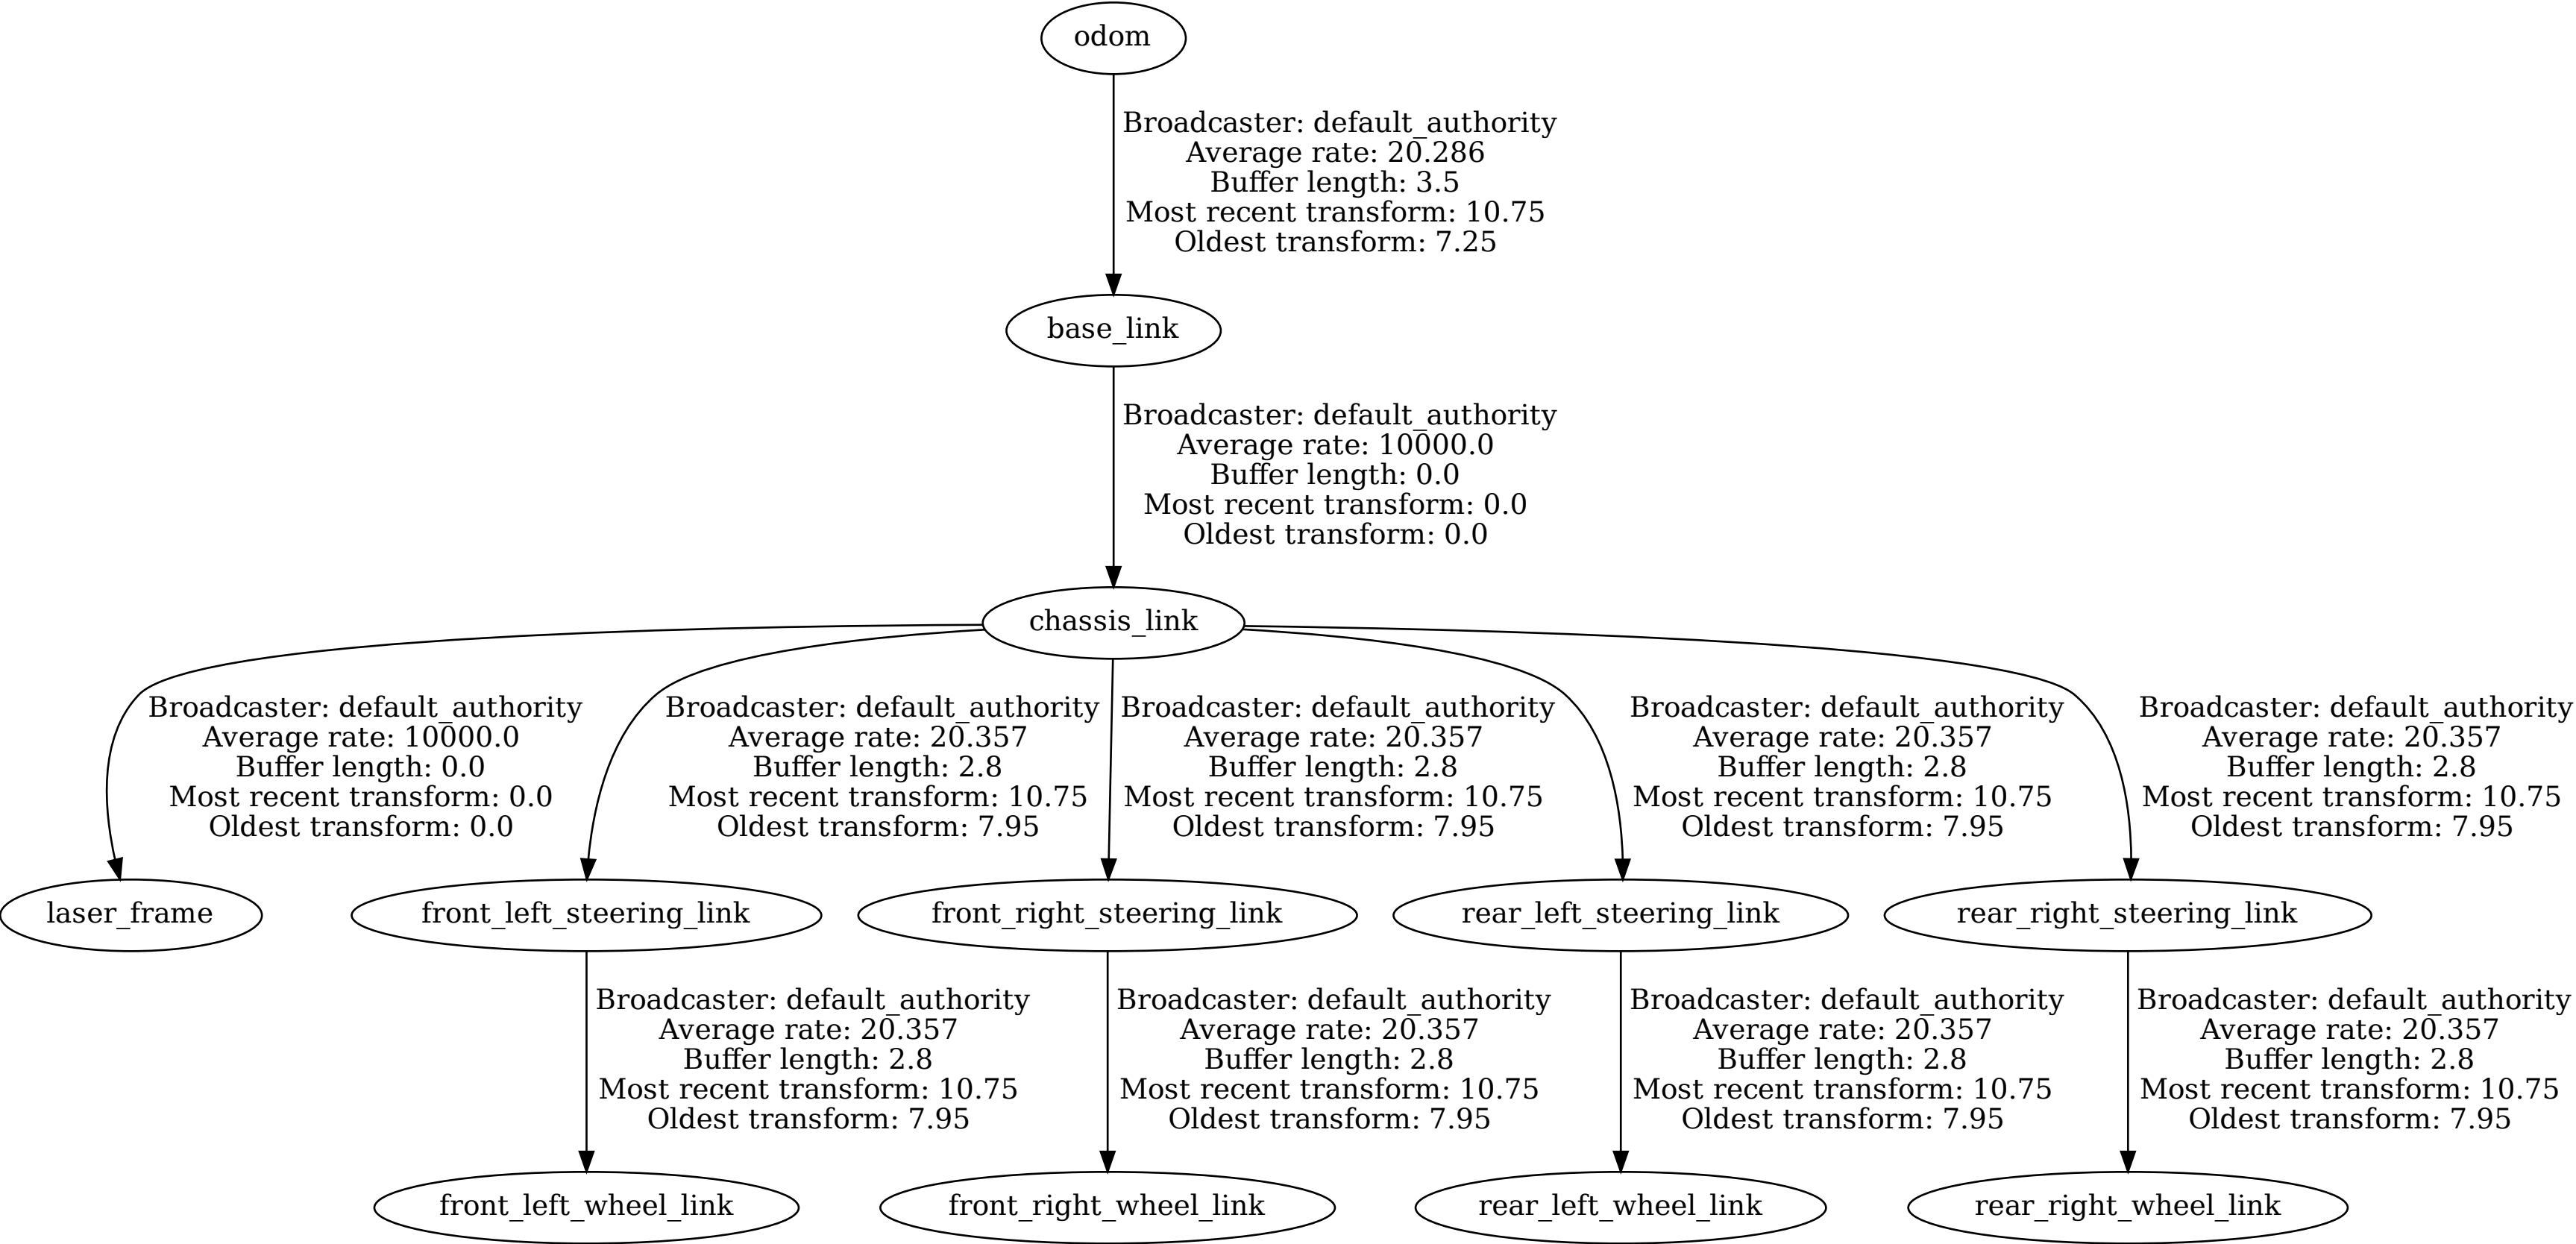 odom
Broadcaster: default_authority
Average rate: 20.286
Buffer length: 3.5
Most recent transform: 10.75
Oldest transform: 7.25
base_link
Broadcaster: default_authority
Average rate: 10000.0
Buffer length: 0.0
Most recent transform: 0.0
Oldest transform: 0.0
chassis_link
Broadcaster: default_authority
Average rate: 10000.0
Buffer length: 0.0
Most recent transform: 0.0
Oldest transform: 0.0
Broadcaster: default_authority
Average rate: 20.357
Buffer length: 2.8
Most recent transform: 10.75
Oldest transform: 7.95
Broadcaster: default_authority
Average rate: 20.357
Buffer length: 2.8
Most recent transform: 10.75
Oldest transform: 7.95
Broadcaster: default_authority
Average rate: 20.357
Buffer length: 2.8
Most recent transform: 10.75
Oldest transform: 7.95
Broadcaster: default_authority
Average rate: 20.357
Buffer length: 2.8
Most recent transform: 10.75
Oldest transform: 7.95
laser_frame
front_left_steering_link
front_right_steering_link
rear_left_steering_link
rear_right_steering_link
Broadcaster: default_authority
Average rate: 20.357
Buffer length: 2.8
Most recent transform: 10.75
Oldest transform: 7.95
Broadcaster: default_authority
Average rate: 20.357
Buffer length: 2.8
Most recent transform: 10.75
Oldest transform: 7.95
Broadcaster: default_authority
Average rate: 20.357
Buffer length: 2.8
Most recent transform: 10.75
Oldest transform: 7.95
Broadcaster: default_authority
Average rate: 20.357
Buffer length: 2.8
Most recent transform: 10.75
Oldest transform: 7.95
front_left_wheel_link
front_right_wheel_link
rear_left_wheel_link
rear_right_wheel_link